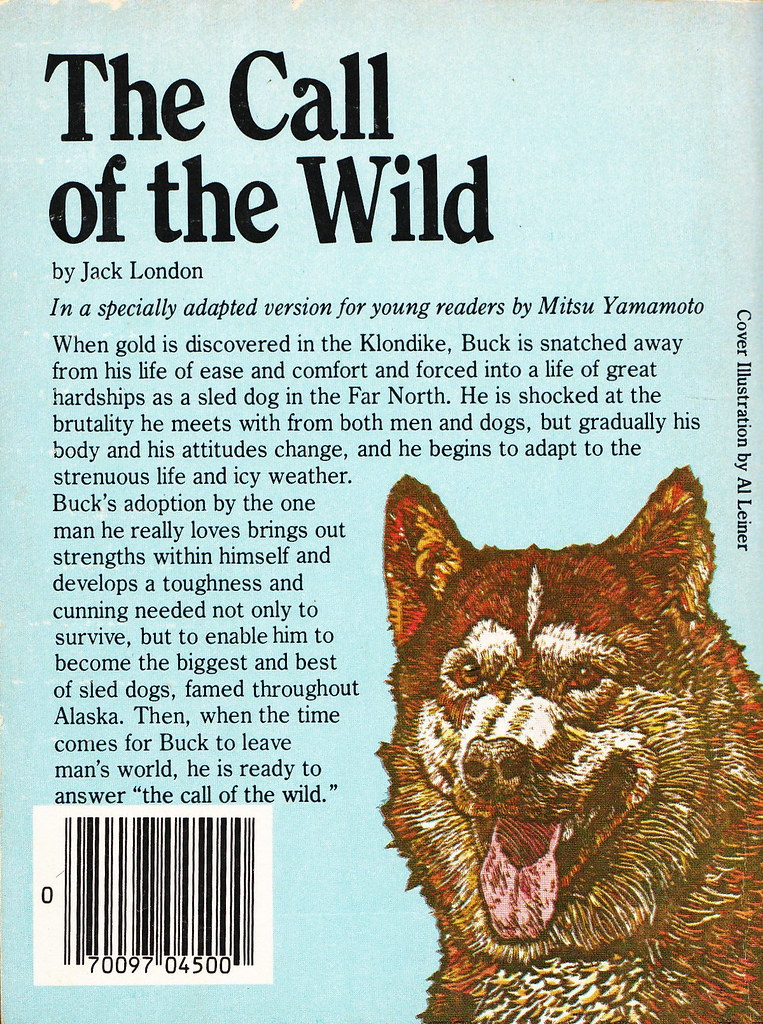 The Call
of the Wild
by Jack London
In a specially adapted version for young readers by Mitsu Yamamoto
When gold is discovered in the Klondike, Buck is snatched away
from his life of ease and comfort and forced into a life of great
hardships as a sled dog in the Far North. He is shocked at the
brutality he meets with from both men and dogs, but gradually his
body and his attitudes change, and he begins to adapt to the
strenuous life and icy weather.
Buck's adoption by the one
man he really loves brings out
strengths within himself and
develops a toughness and
cunning needed not only to
survive, but to enable him to
become the biggest and best
of sled dogs, famed throughout
Alaska. Then, when the time
comes for Buck to leave
man's world, he is ready to
answer “the call of the wild.”
Cover Illustration by Al Leiner
0
70097 04500